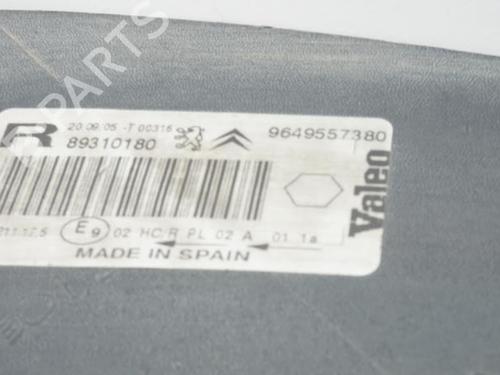 PARTS
R 20 09 05 -T 00316
89310180
9649557380
Valeo
E9 02 HC/R PL 02 A 01 1a
MADE IN SPAIN